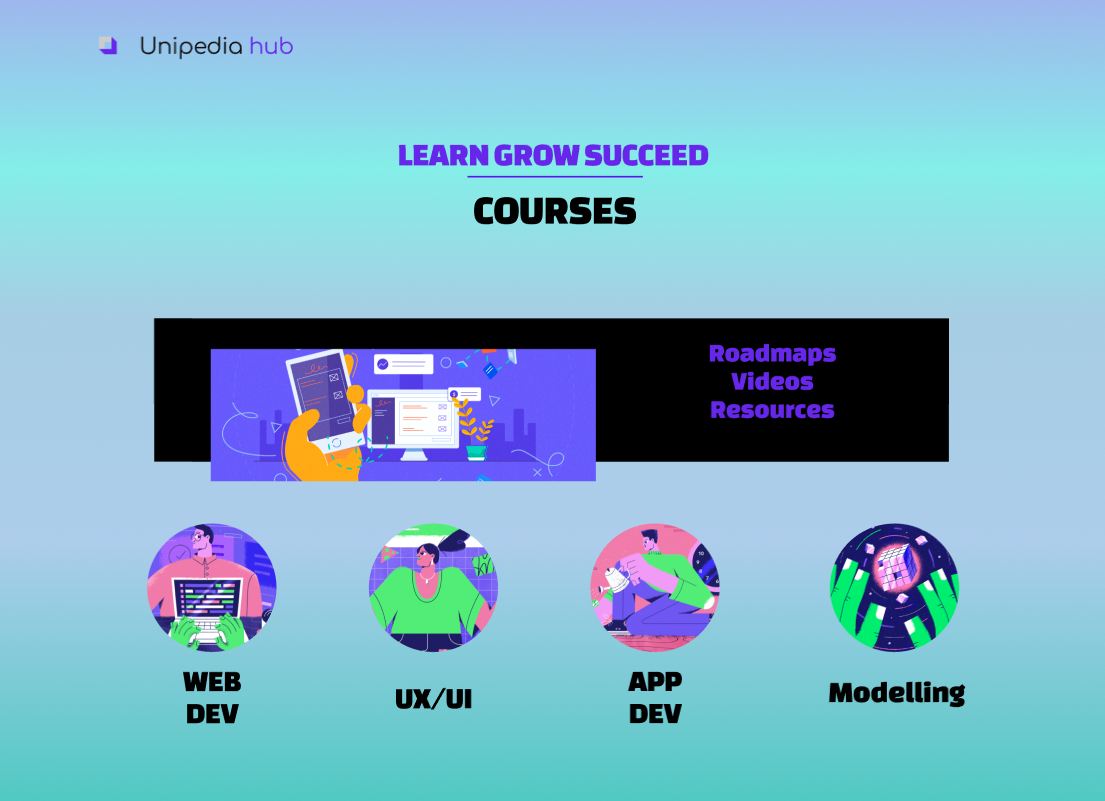 Unipedia hub
LEARN GROW SUCCEED
COURSES
Roadmaps
Videos
Resources
WEB
DEV
UX/UI
APP
DEV
Modelling